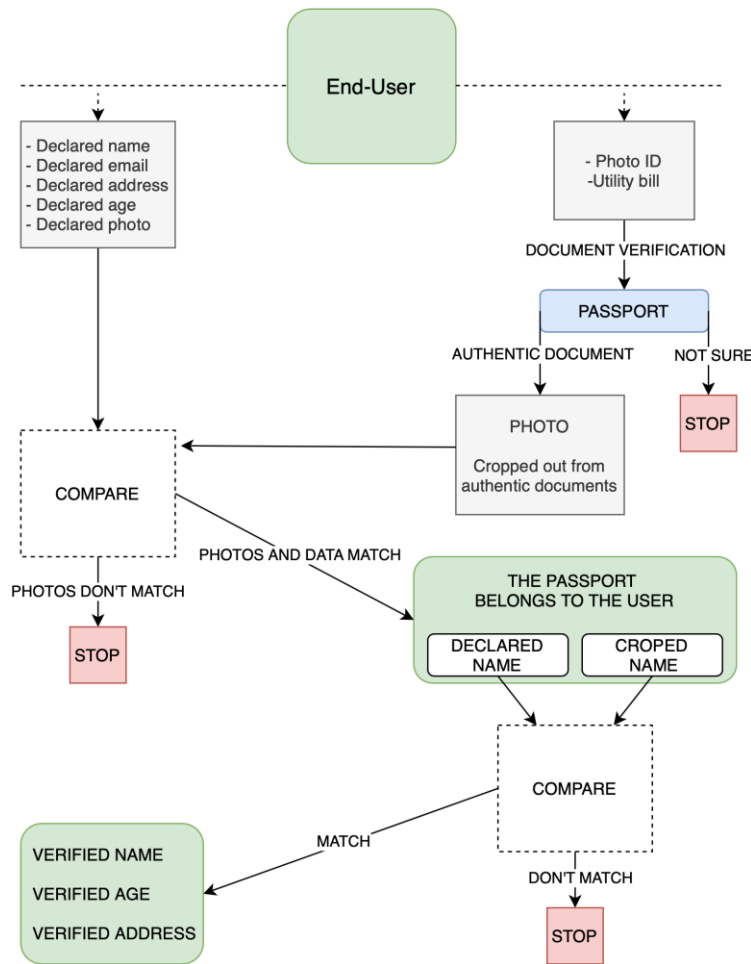 End-User
- Declared name
- Declared email
- Declared address
- Declared age
- Declared photo
- Photo ID
-Utility bill
DOCUMENT VERIFICATION
PASSPORT
AUTHENTIC DOCUMENT
NOT SURE
PHOTO
Cropped out from
authentic documents
STOP
COMPARE
PHOTOS AND DATA MATCH
PHOTOS DON'T MATCH
STOP
THE PASSPORT
BELONGS TO THE USER
DECLARED
NAME
CROPED
NAME
COMPARE
MATCH
DON'T MATCH
STOP
VERIFIED NAME
VERIFIED AGE
VERIFIED ADDRESS